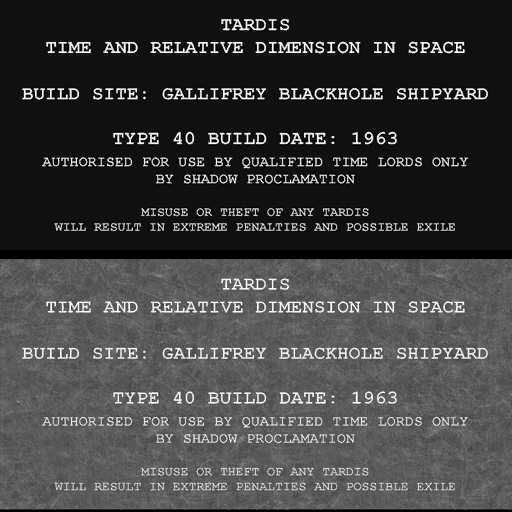 TARDIS
TIME AND RELATIVE DIMENSION IN SPACE
BUILD SITE: GALLIFREY BLACKHOLE SHIPYARD
TYPE 40 BUILD DATE: 1963
AUTHORISED FOR USE BY QUALIFIED TIME LORDS ONLY
BY SHADOW PROCLAMATION
MISUSE OR THEFT OF ANY TARDIS
WILL RESULT IN EXTREME PENALTIES AND POSSIBLE EXILE
TARDIS
TIME AND RELATIVE DIMENSION IN SPACE
BUILD SITE: GALLIFREY BLACKHOLE SHIPYARD
TYPE 40 BUILD DATE: 1963
AUTHORISED FOR USE BY QUALIFIED TIME LORDS ONLY
BY SHADOW PROCLAMATION
MISUSE OR THEFT OF ANY TARDIS
WILL RESULT IN EXTREME PENALTIES AND POSSIBLE EXILE